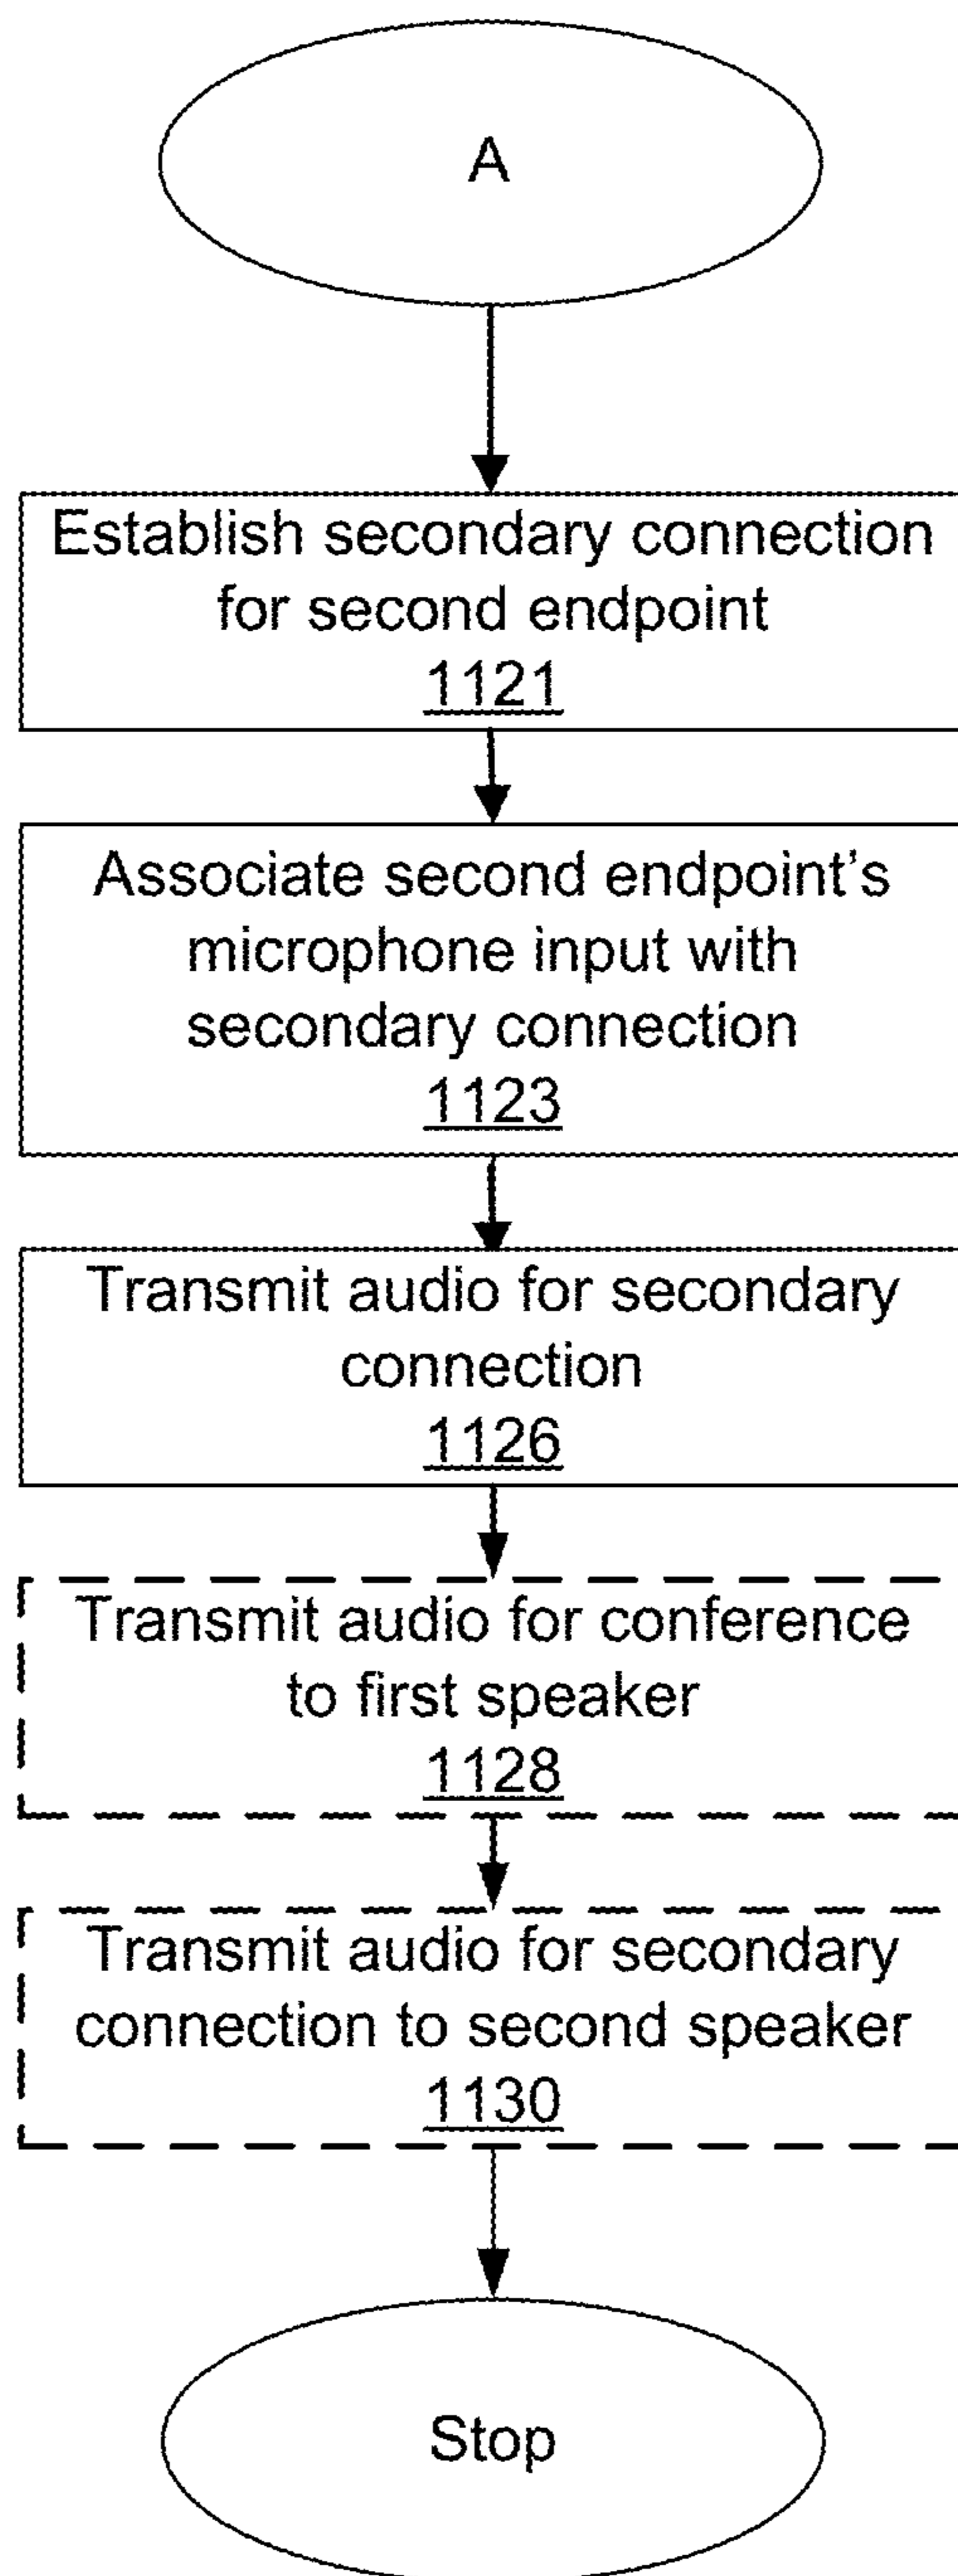 A
Establish secondary connection
for second endpoint
1121
Associate second endpoint’s
microphone input with
secondary connection
1123
Transmit audio for secondary
connection
1126
Transmit audio for conference
to first speaker
1128
Transmit audio for secondary
connection to second speaker
1130
Stop